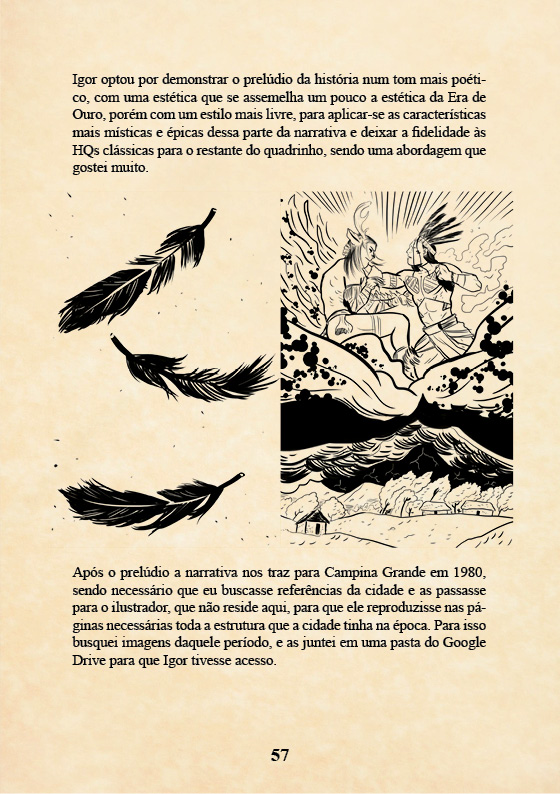 Igor optou por demonstrar o prelúdio da história num tom mais poéti-
co, com uma estética que se assemelha um pouco a estética da Era de
Ouro, porém com um estilo mais livre, para aplicar-se as características
mais místicas e épicas dessa parte da narrativa e deixar a fidelidade às
HQs clássicas para o restante do quadrinho, sendo uma abordagem que
gostei muito.
Após o prelúdio a narrativa nos traz para Campina Grande em 1980,
sendo necessário que eu buscasse referências da cidade e as passasse
para o ilustrador, que não reside aqui, para que ele reproduzisse nas pá-
ginas necessárias toda a estrutura que a cidade tinha na época. Para isso
busquei imagens daquele período, e as juntei em uma pasta do Google
Drive para que Igor tivesse acesso.
57